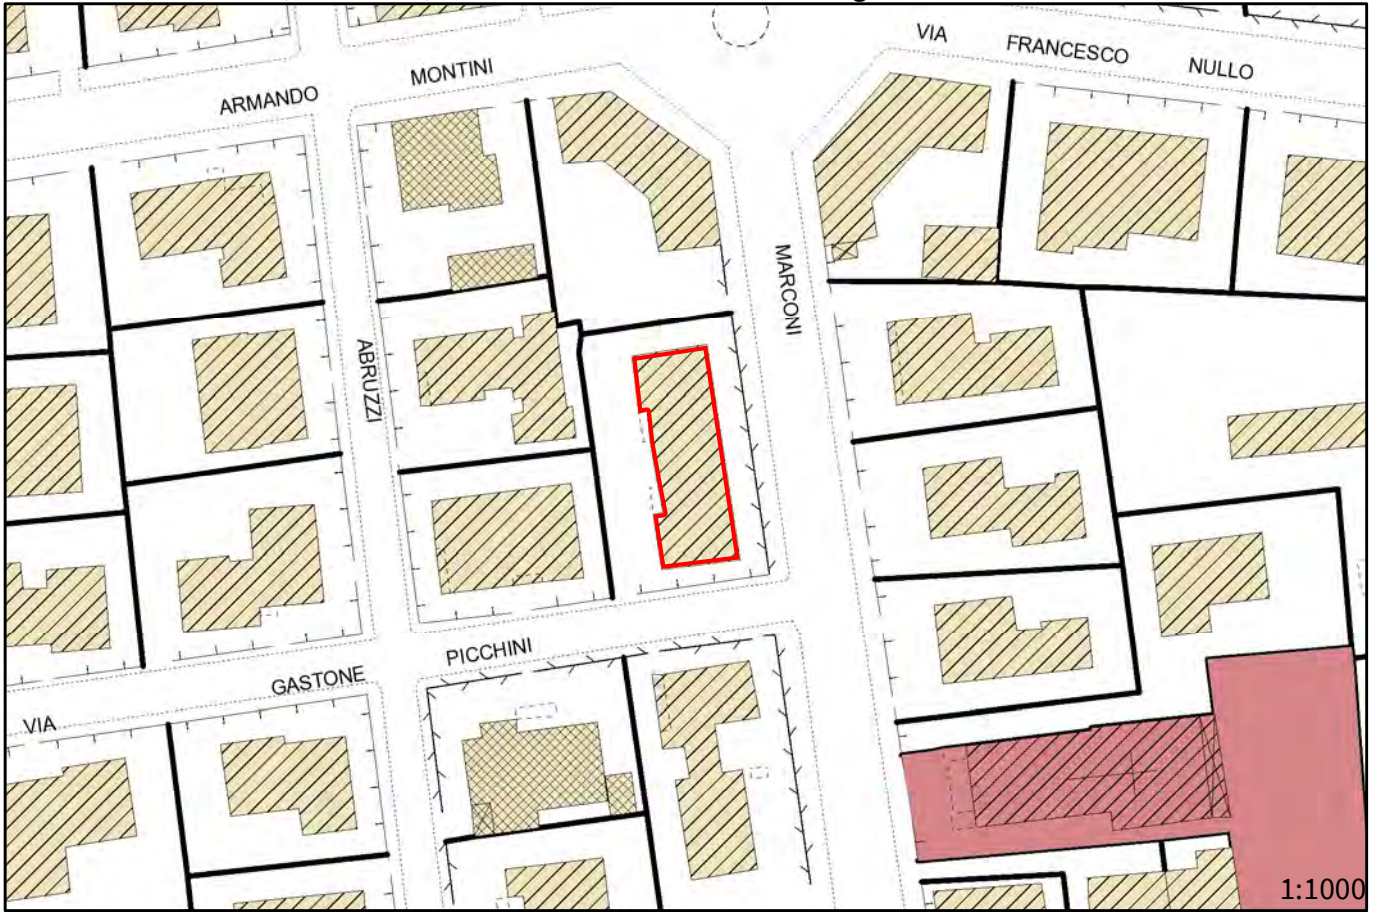 VIA FRANCESCO NULLO
ARMANDO MONTINI
MARCONI
ABRUZZI
VIA GASTONE PICCHINI
1:1000